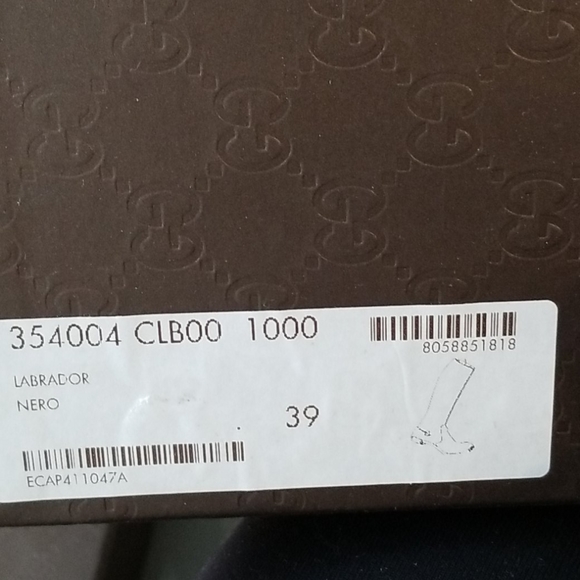 354004 CLB00 1000
8058851818
LABRADOR
NERO
39
ECAP411047A